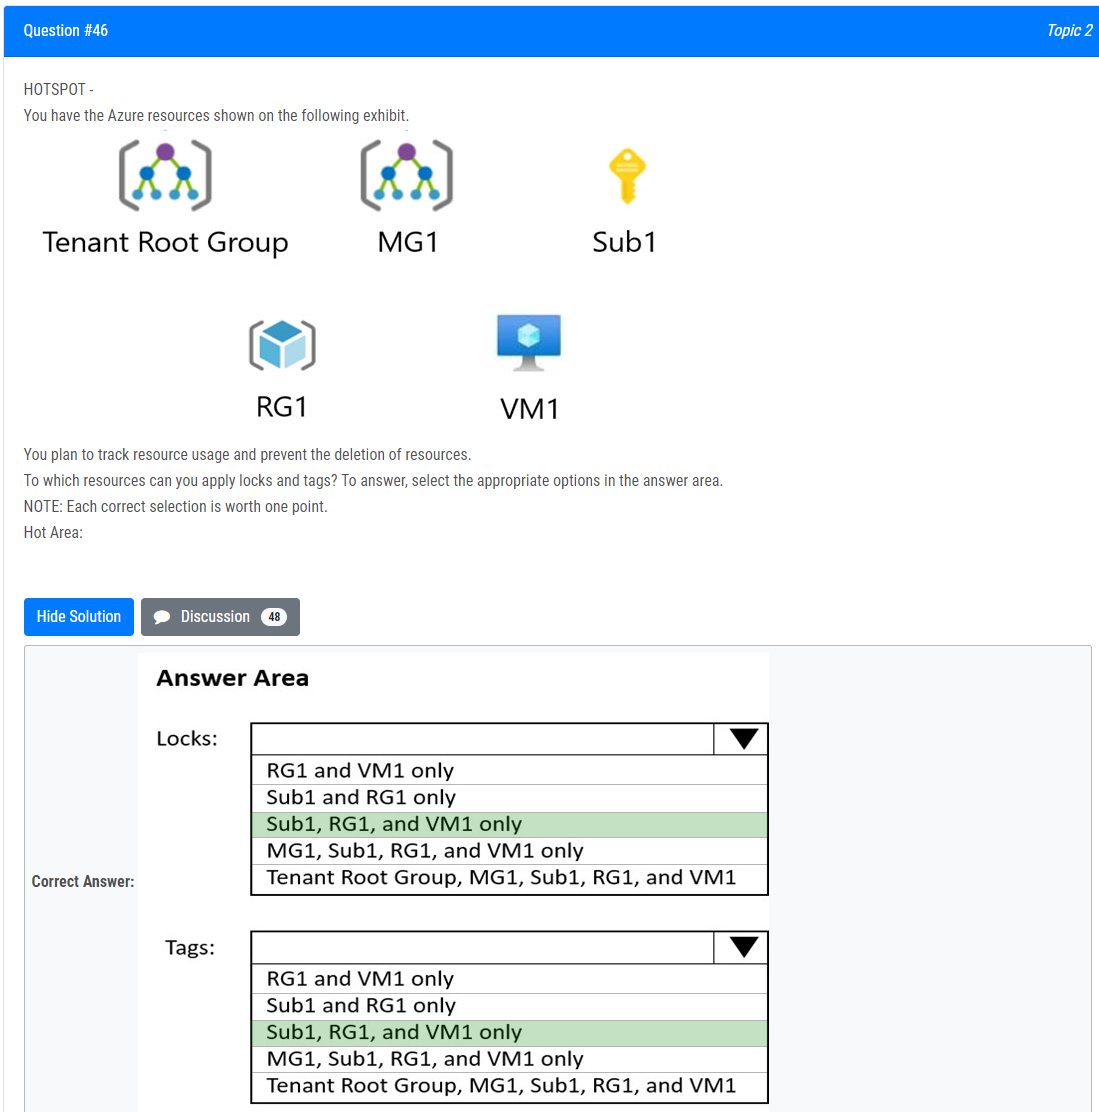 Question #46
Topic 2
HOTSPOT -
You have the Azure resources shown on the following exhibit.
Tenant Root Group
MG1
Sub1
RG1
VM1
You plan to track resource usage and prevent the deletion of resources.
To which resources can you apply locks and tags? To answer, select the appropriate options in the answer area.
NOTE: Each correct selection is worth one point.
Hot Area:
Hide Solution
Discussion 48
Answer Area
Locks:
RG1 and VM1 only
Sub1 and RG1 only
Sub1, RG1, and VM1 only
MG1, Sub1, RG1, and VM1 only
Tenant Root Group, MG1, Sub1, RG1, and VM1
Correct Answer:
Tags:
RG1 and VM1 only
Sub1 and RG1 only
Sub1, RG1, and VM1 only
MG1, Sub1, RG1, and VM1 only
Tenant Root Group, MG1, Sub1, RG1, and VM1